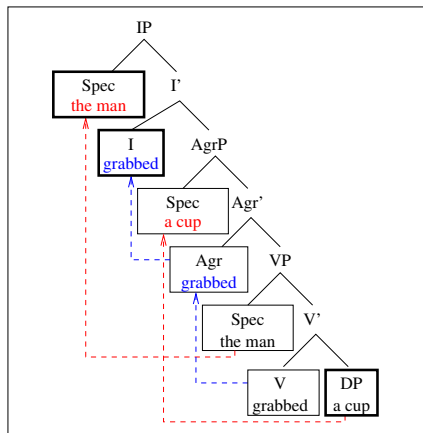 IP
Spec I'
the man
I AgrP
grabbed
Spec Agr'
a cup
Agr VP
grabbed
Spec V'
the man
V DP
grabbed a cup